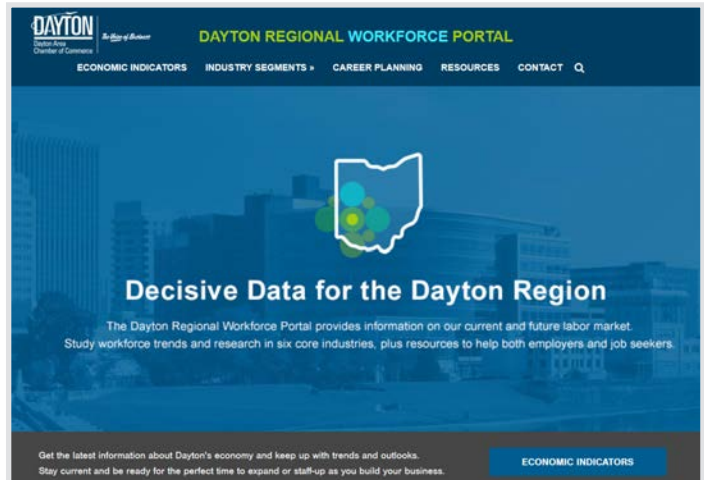 DAYTON
Dayton Area
Chamber of Commerce
The Voice of Business
DAYTON REGIONAL WORKFORCE PORTAL
ECONOMIC INDICATORS INDUSTRY SEGMENTS » CAREER PLANNING RESOURCES CONTACT
Decisive Data for the Dayton Region
The Dayton Regional Workforce Portal provides information on our current and future labor market.
Study workforce trends and research in six core industries, plus resources to help both employers and job seekers.
Get the latest information about Dayton's economy and keep up with trends and outlooks.
Stay current and be ready for the perfect time to expand or staff-up as you build your business.
ECONOMIC INDICATORS